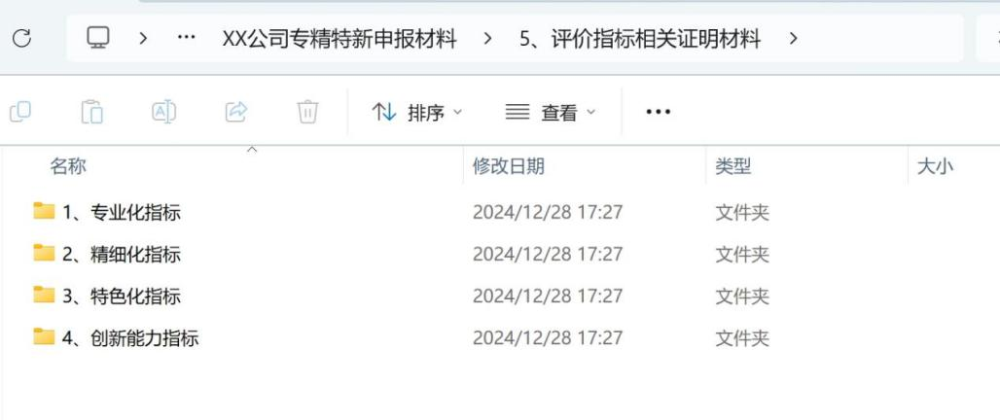 XX公司专精特新申报材料 > 5、评价指标相关证明材料 >
排序 查看
名称 修改日期 类型 大小
1、专业化指标 2024/12/28 17:27 文件夹
2、精细化指标 2024/12/28 17:27 文件夹
3、特色化指标 2024/12/28 17:27 文件夹
4、创新能力指标 2024/12/28 17:27 文件夹